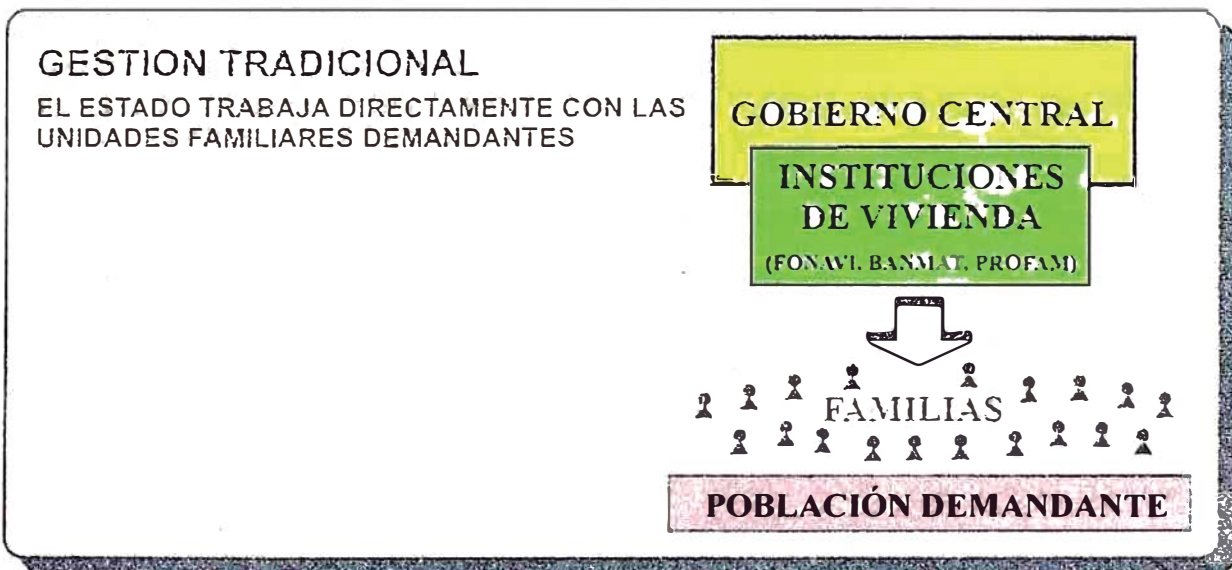 GESTION TRADICIONAL
EL ESTADO TRABAJA DIRECTAMENTE CON LAS
UNIDADES FAMILIARES DEMANDANTES
GOBIERNO CENTRAL
INSTITUCIONES
DE VIVIENDA
(FONAVI. BANMAT. PROFAM)
FAMILIAS
POBLACIÓN DEMANDANTE